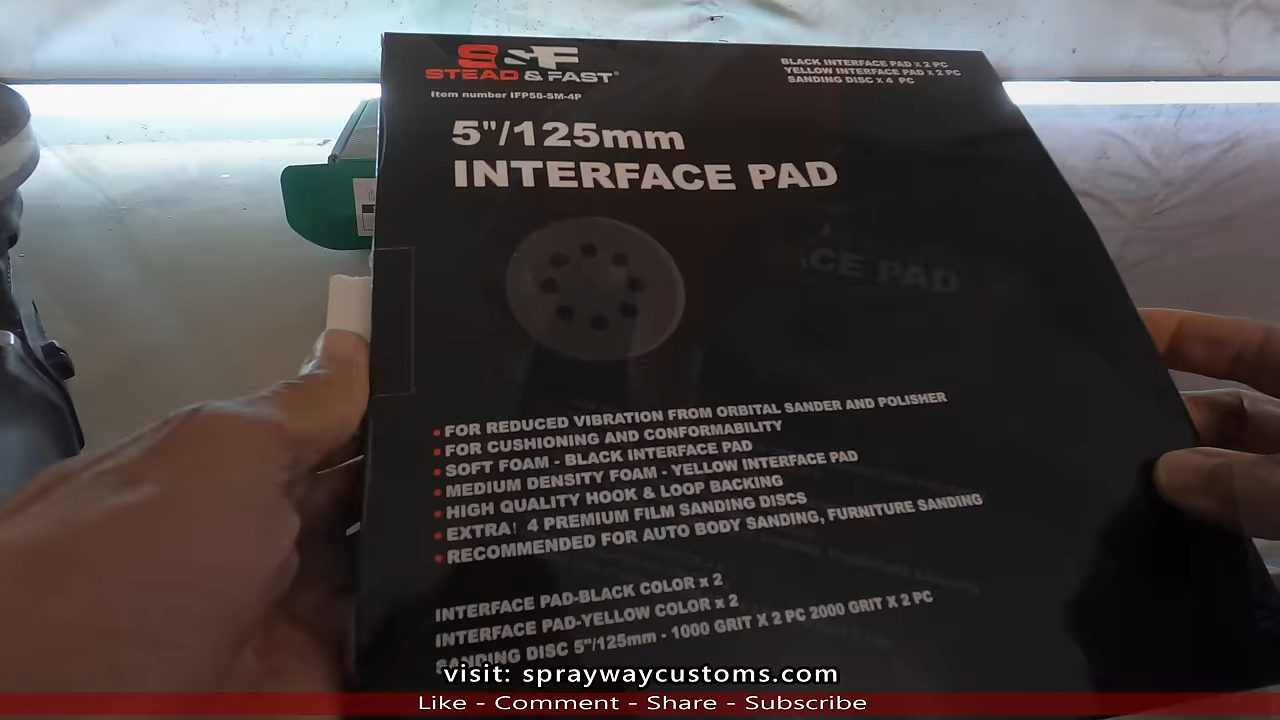 S&F
STEAD & FAST®
Item number IFP58-SM-4P
BLACK INTERFACE PAD x 2 PC
YELLOW INTERFACE PAD x 2 PC
SANDING DISC x 4 PC
5"/125mm
INTERFACE PAD
CE PAD
• FOR REDUCED VIBRATION FROM ORBITAL SANDER AND POLISHER
• FOR CUSHIONING AND CONFORMABILITY
• SOFT FOAM - BLACK INTERFACE PAD
• MEDIUM DENSITY FOAM - YELLOW INTERFACE PAD
• HIGH QUALITY HOOK & LOOP BACKING
• EXTRA! 4 PREMIUM FILM SANDING DISCS
• RECOMMENDED FOR AUTO BODY SANDING, FURNITURE SANDING
INTERFACE PAD-BLACK COLOR x 2
INTERFACE PAD-YELLOW COLOR x 2
SANDING DISC 5"/125mm - 1000 GRIT X 2 PC 2000 GRIT X 2 PC
visit: spraywaycustoms.com
Like - Comment - Share - Subscribe